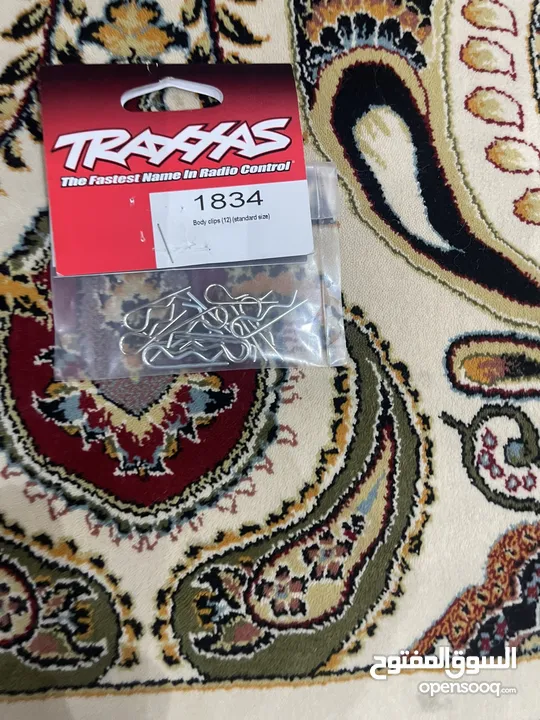 TRAXXAS
The Fastest Name In Radio Control
1834
Body clips (12) (standard size)
السوق المفتوح
opensooq.com